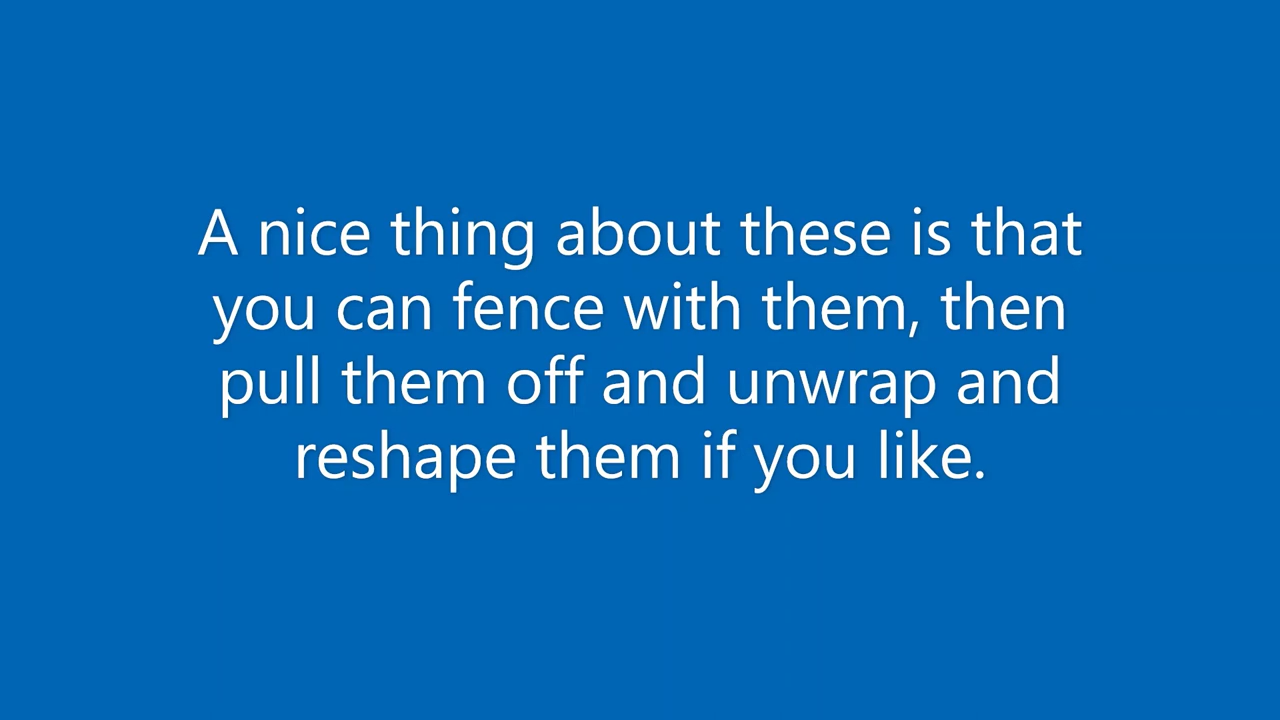 A nice thing about these is that
you can fence with them, then
pull them off and unwrap and
reshape them if you like.